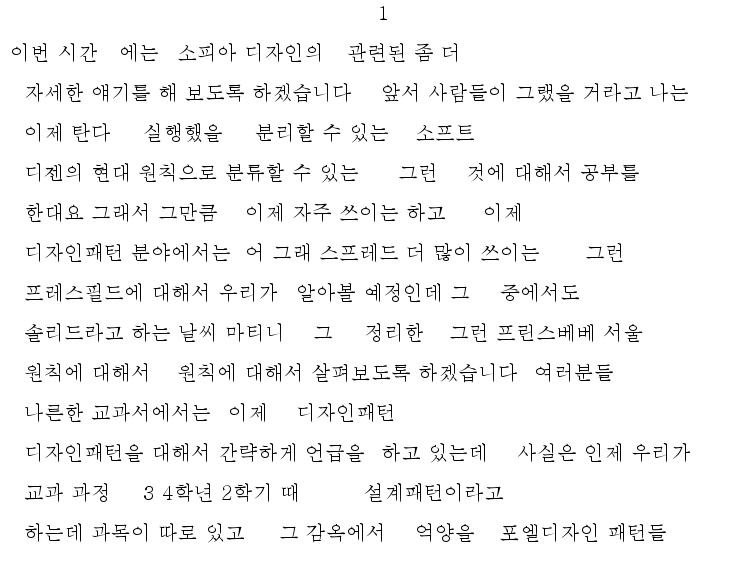 1
이번 시간 에는 소피아 디자인의 관련된 좀 더
자세한 얘기를 해 보도록 하겠습니다 앞서 사람들이 그랬을 거라고 나는
이제 탄다 실행했을 분리할 수 있는 소프트
디젠의 현대 원칙으로 분류할 수 있는 그런 것에 대해서 공부를
한대요 그래서 그만큼 이제 자주 쓰이는 하고 이제
디자인패턴 분야에서는 어 그래 스프레드 더 많이 쓰이는 그런
프레스필드에 대해서 우리가 알아볼 예정인데 그 중에서도
솔리드라고 하는 날씨 마티니 그 정리한 그런 프린스베베 서울
원칙에 대해서 원칙에 대해서 살펴보도록 하겠습니다 여러분들
나른한 교과서에서는 이제 디자인패턴
디자인패턴을 대해서 간략하게 언급을 하고 있는데 사실은 인제 우리가
교과 과정 3 4학년 2학기 때 설계패턴이라고
하는데 과목이 따로 있고 그 감옥에서 억양을 포엘디자인 패턴들